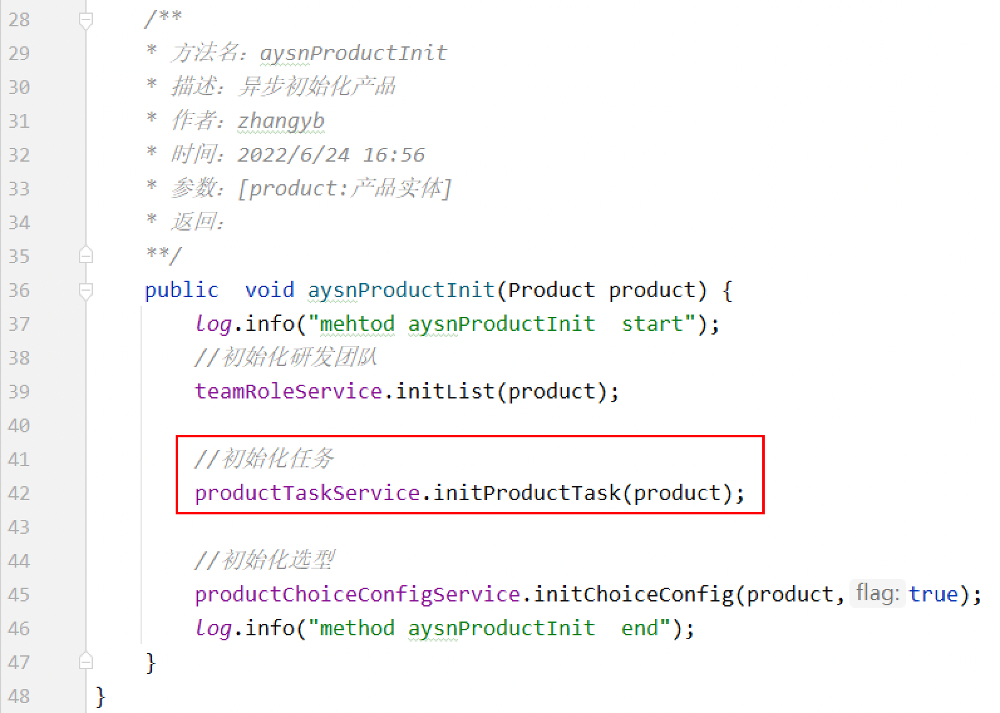 28 /**
29 * 方法名：aysnProductInit
30 * 描述：异步初始化产品
31 * 作者：zhangyb
32 * 时间：2022/6/24 16:56
33 * 参数：[product:产品实体]
34 * 返回：
35 **/
36 public  void aysnProductInit(Product product) {
37 log.info("mehtod aysnProductInit  start");
38 //初始化研发团队
39 teamRoleService.initList(product);
40
41 //初始化任务
42 productTaskService.initProductTask(product);
43
44 //初始化选型
45 productChoiceConfigService.initChoiceConfig(product, flag: true);
46 log.info("method aysnProductInit  end");
47 }
48 }